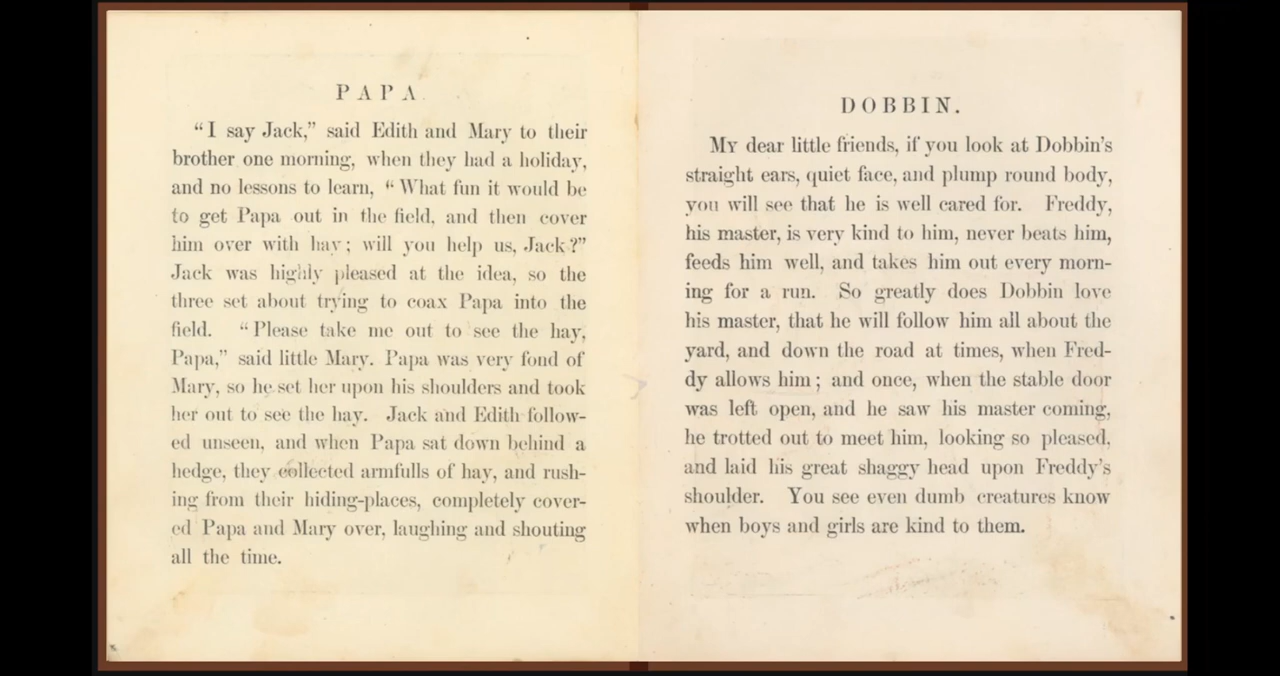 PAPA
“I say Jack,” said Edith and Mary to their
brother one morning, when they had a holiday,
and no lessons to learn, “What fun it would be
to get Papa out in the field, and then cover
him over with hay; will you help us, Jack?”
Jack was highly pleased at the idea, so the
three set about trying to coax Papa into the
field. “Please take me out to see the hay,
Papa,” said little Mary. Papa was very fond of
Mary, so he set her upon his shoulders and took
her out to see the hay. Jack and Edith follow-
ed unseen, and when Papa sat down behind a
hedge, they collected armfulls of hay, and rush-
ing from their hiding-places, completely cover-
ed Papa and Mary over, laughing and shouting
all the time.
DOBBIN.
MY dear little friends, if you look at Dobbin’s
straight ears, quiet face, and plump round body,
you will see that he is well cared for. Freddy,
his master, is very kind to him, never beats him,
feeds him well, and takes him out every morn-
ing for a run. So greatly does Dobbin love
his master, that he will follow him all about the
yard, and down the road at times, when Fred-
dy allows him; and once, when the stable door
was left open, and he saw his master coming,
he trotted out to meet him, looking so pleased,
and laid his great shaggy head upon Freddy’s
shoulder. You see even dumb creatures know
when boys and girls are kind to them.